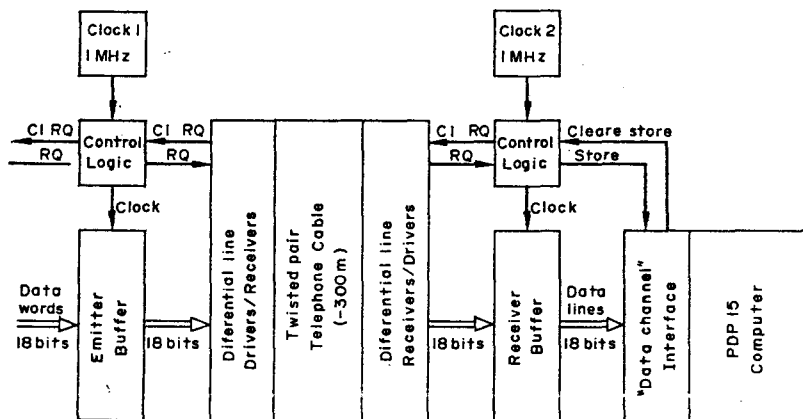 Clock 1
1 MHz
Clock 2
1 MHz
Cl RQ
Control
Logic
Cl RQ
RQ
RQ
Clock
Cl RQ
RQ
Control
Logic
Cleare store
Store
Clock
Data
words
18 bits
Emitter
Buffer
18 bits
Diferential line
Drivers/Receivers
Twisted pair
Telephone Cable
(~300m)
Diferential line
Receivers/Drivers
18 bits
Receiver
Buffer
Data
lines
18 bits
"Data channel"
Interface
PDP 15
Computer